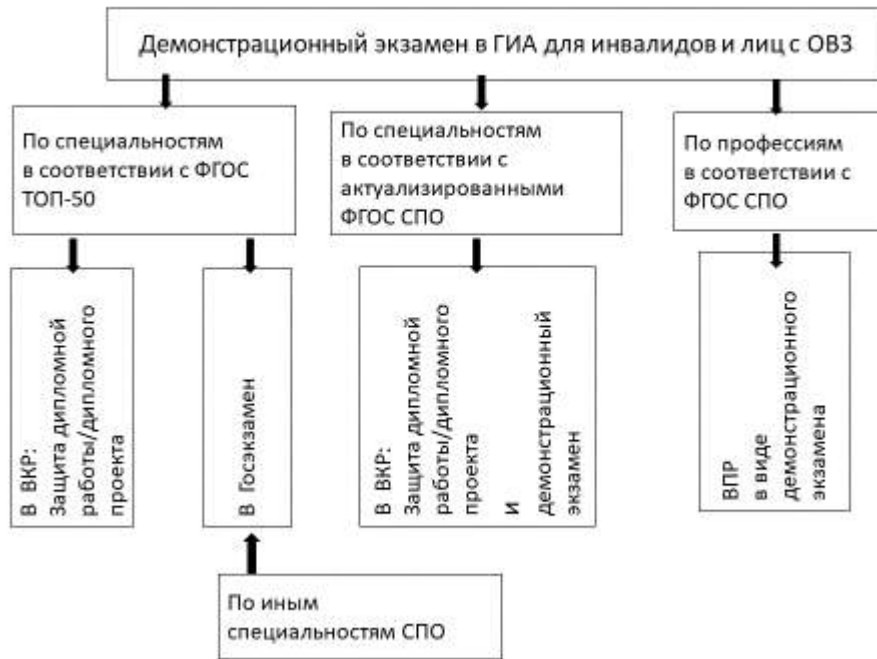 Демонстрационный экзамен в ГИА для инвалидов и лиц с ОВЗ
По специальностям
в соответствии с ФГОС
ТОП-50
По специальностям
в соответствии с
актуализированными
ФГОС СПО
По профессиям
в соответствии с
ФГОС СПО
В ВКР:
Защита дипломной
работы/дипломного
проекта
В Госэкзамен
В ВКР:
Защита дипломной
работы/дипломного
проекта
и
демонстрационный
экзамен
ВПР
в виде
демонстрационного
экзамена
По иным
специальностям СПО